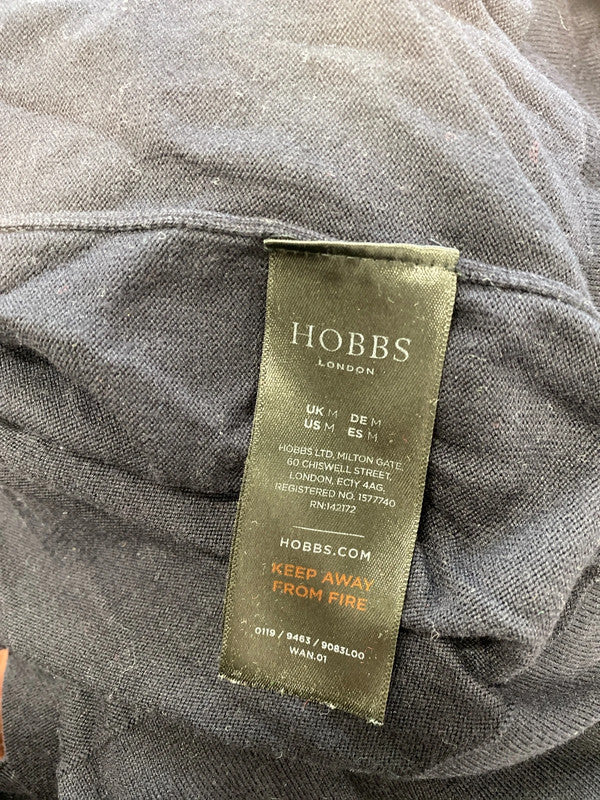 HOBBS
LONDON
UK M DE M
US M ES M
HOBBS LTD, MILTON GATE,
60 CHISWELL STREET,
LONDON, EC1Y 4AG,
REGISTERED NO. 1577740
RN:142172
HOBBS.COM
KEEP AWAY
FROM FIRE
0119 / 9463 / 9083L00
WAN.01